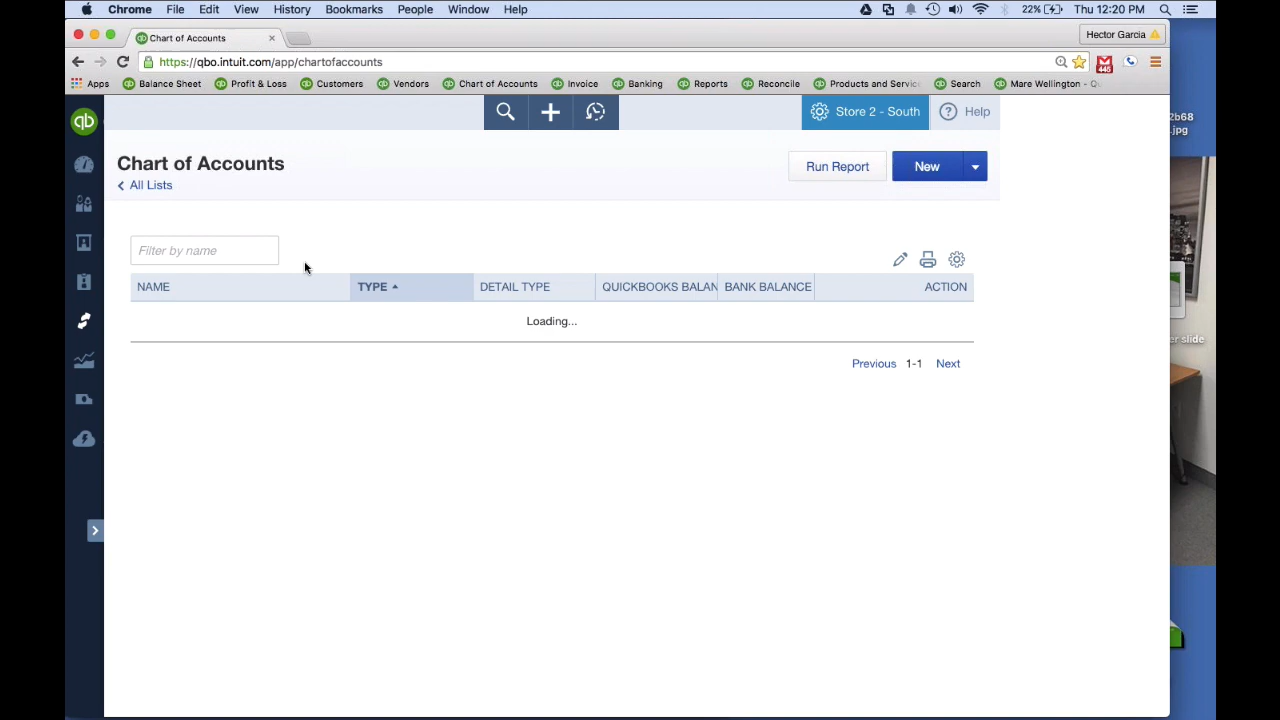 Chrome File Edit View History Bookmarks People Window Help 22% Thu 12:20 PM
Chart of Accounts Hector Garcia
https://qbo.intuit.com/app/chartofaccounts 445
Apps Balance Sheet Profit & Loss Customers Vendors Chart of Accounts Invoice Banking Reports Reconcile Products and Servic Search Mare Wellington - Q
qb Store 2 - South Help
2b68
.jpg
Chart of Accounts Run Report New
All Lists
Filter by name
NAME TYPE DETAIL TYPE QUICKBOOKS BALAN BANK BALANCE ACTION
Loading...
er slide
Previous 1-1 Next